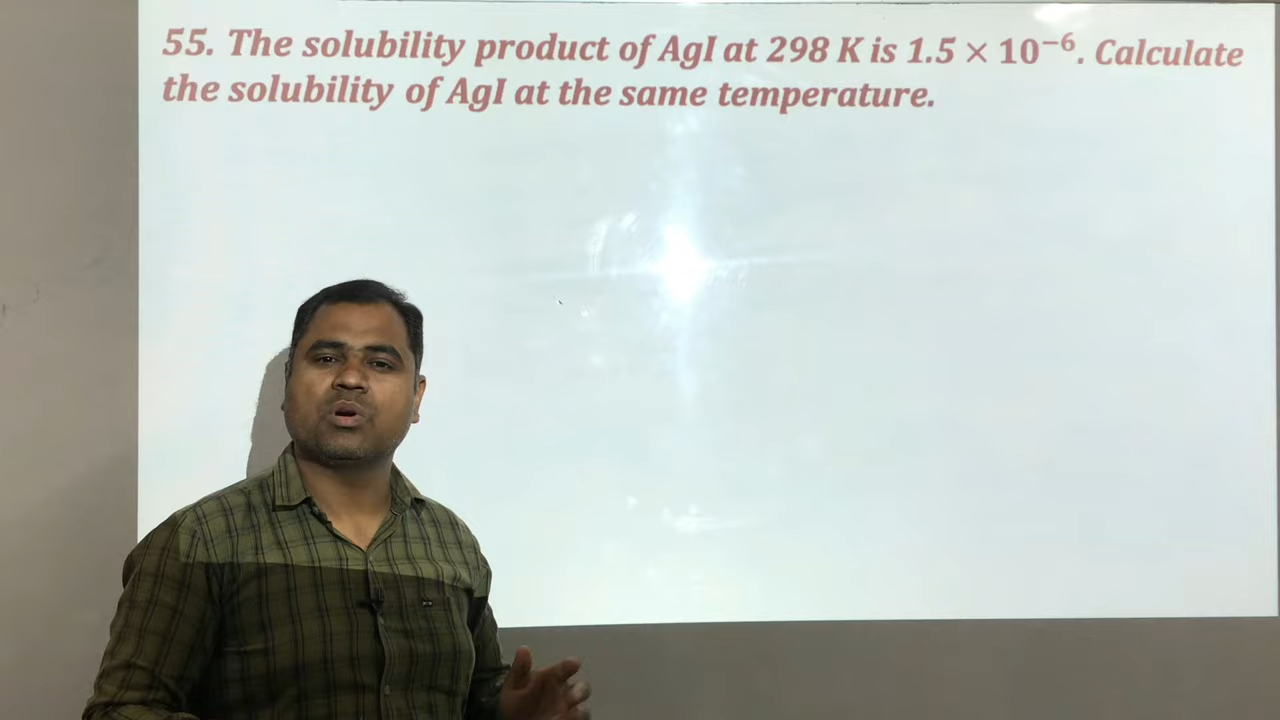 55. The solubility product of AgI at 298 K is 1.5 × 10⁻⁶. Calculate
the solubility of AgI at the same temperature.